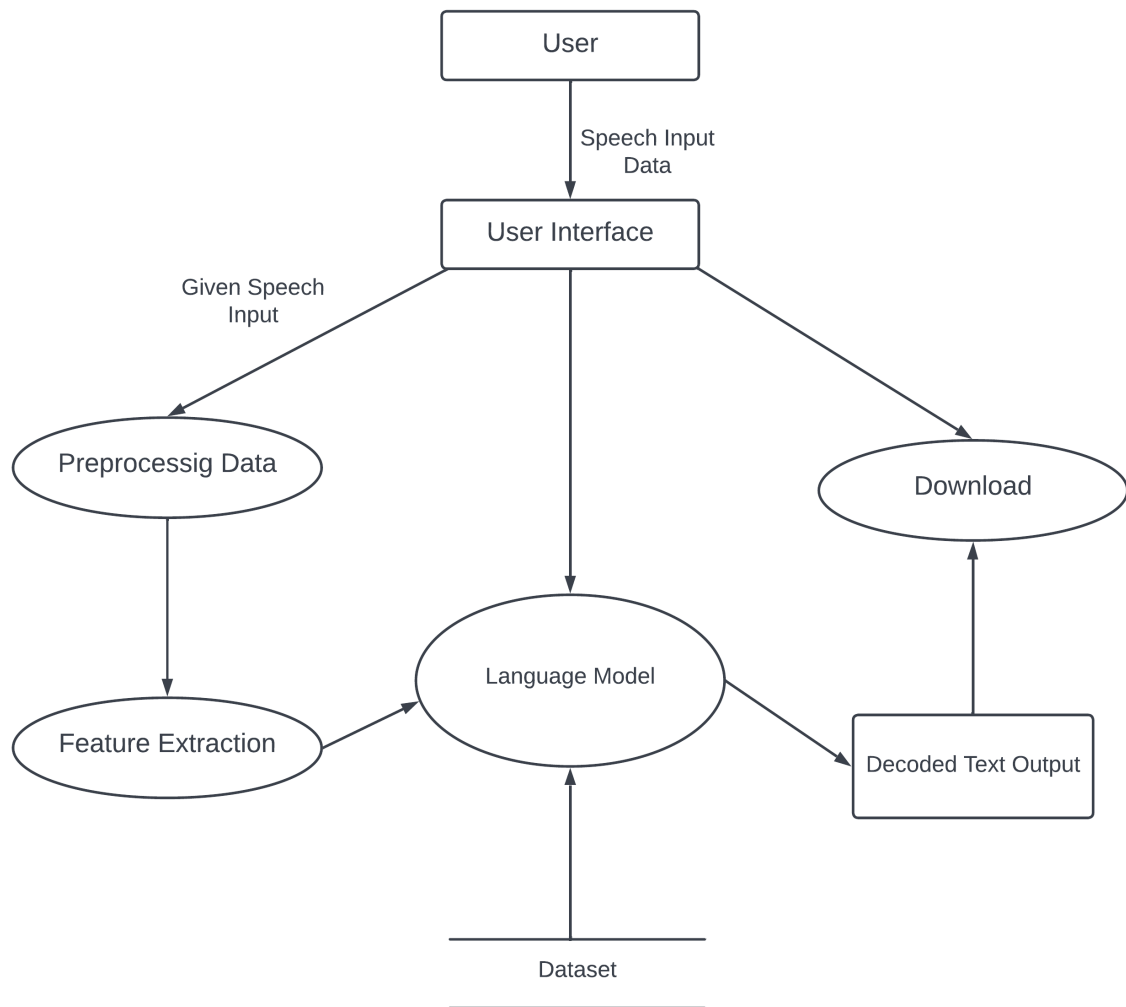 User
Speech Input
Data
User Interface
Given Speech
Input
Preprocessig Data
Download
Language Model
Feature Extraction
Decoded Text Output
Dataset